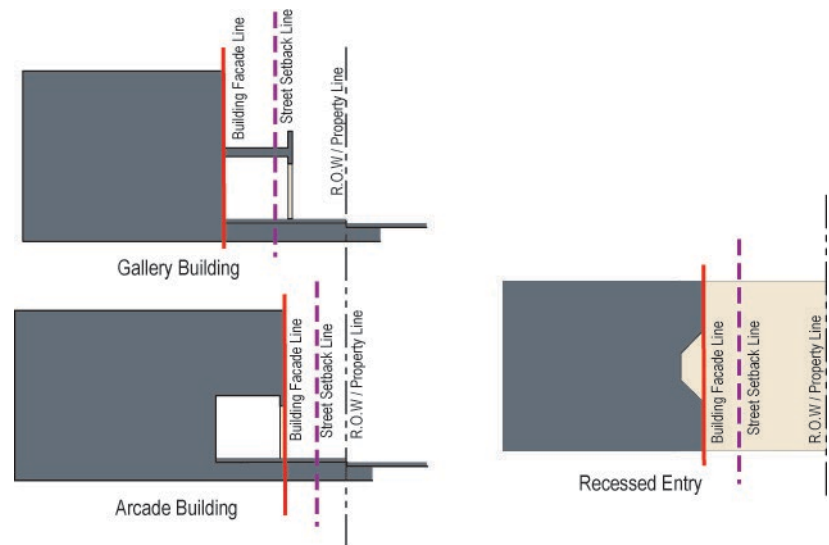 Building Facade Line
Street Setback Line
R.O.W / Property Line
Gallery Building
Building Facade Line
Street Setback Line
R.O.W / Property Line
Arcade Building
Building Facade Line
Street Setback Line
R.O.W / Property Line
Recessed Entry